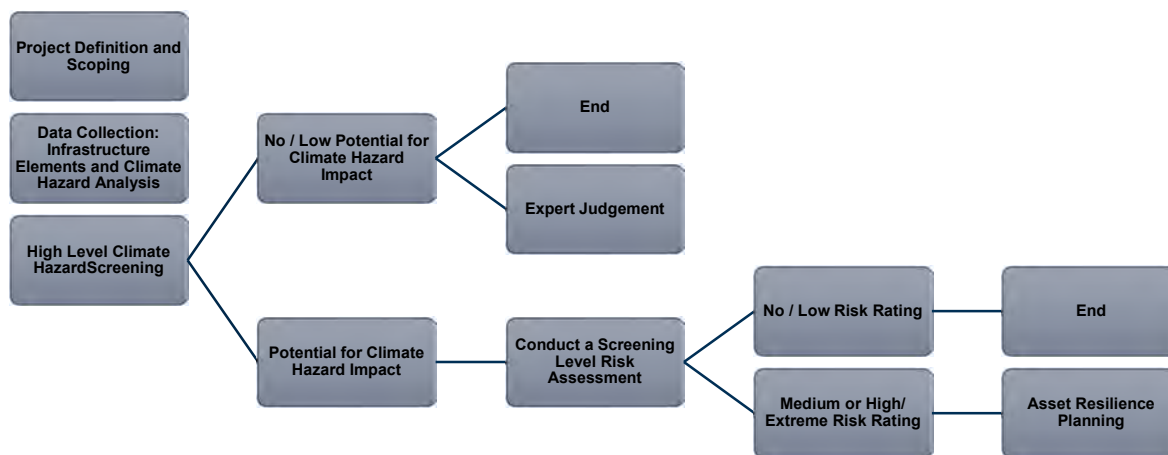 Project Definition and
Scoping
Data Collection:
Infrastructure
Elements and Climate
Hazard Analysis
High Level Climate
HazardScreening
No / Low Potential for
Climate Hazard
Impact
End
Expert Judgement
Potential for Climate
Hazard Impact
Conduct a Screening
Level Risk
Assessment
No / Low Risk Rating
End
Medium or High/
Extreme Risk Rating
Asset Resilience
Planning